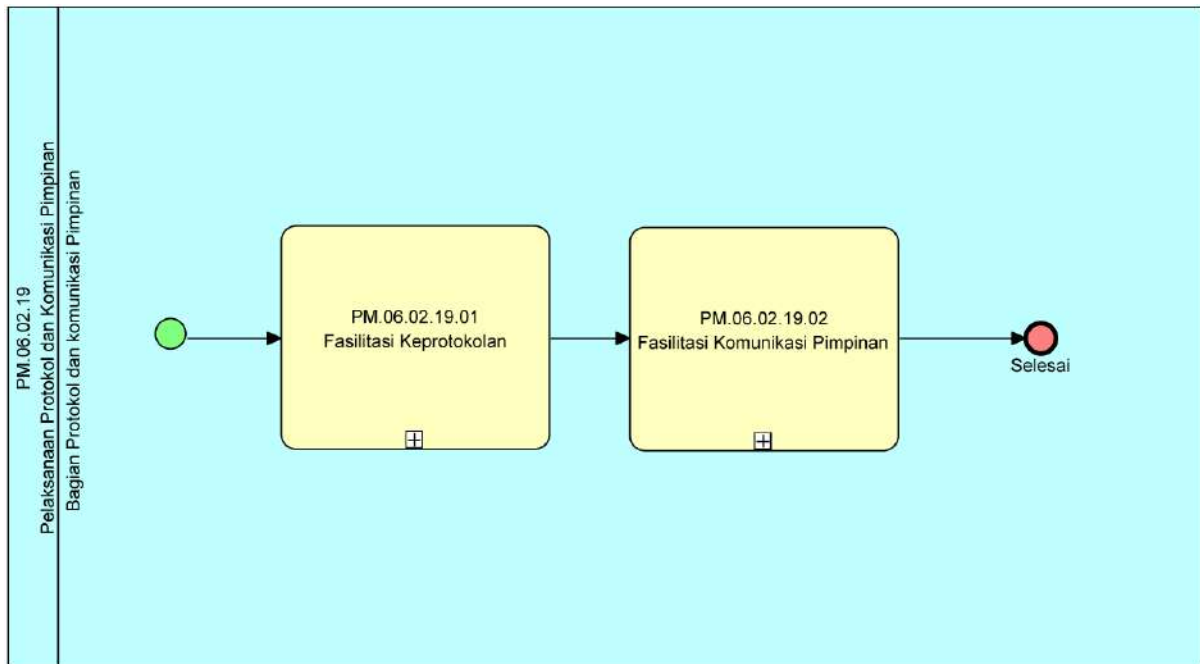 PM.06.02.19
Pelaksanaan Protokol dan Komunikasi Pimpinan
Bagian Protokol dan komunikasi Pimpinan
PM.06.02.19.01
Fasilitasi Keprotokolan
PM.06.02.19.02
Fasilitasi Komunikasi Pimpinan
Selesai